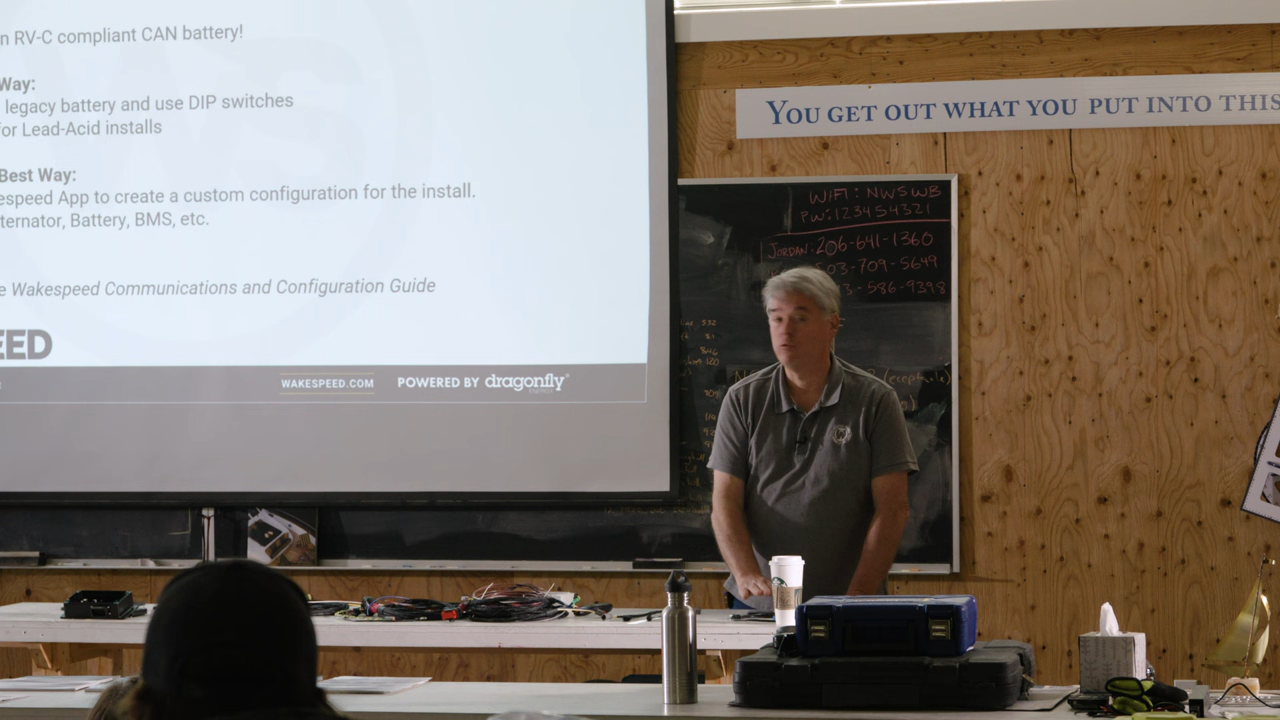 n RV-C compliant CAN battery!
Way:
legacy battery and use DIP switches
for Lead-Acid installs
Best Way:
espeed App to create a custom configuration for the install.
ternator, Battery, BMS, etc.
e Wakespeed Communications and Configuration Guide
EED
WAKESPEED.COM
POWERED BY dragonfly
YOU GET OUT WHAT YOU PUT INTO THIS
WIFI: NWSWB
PW:123454321
JORDAN: 206-641-1360
03-709-5649
3-586-9398